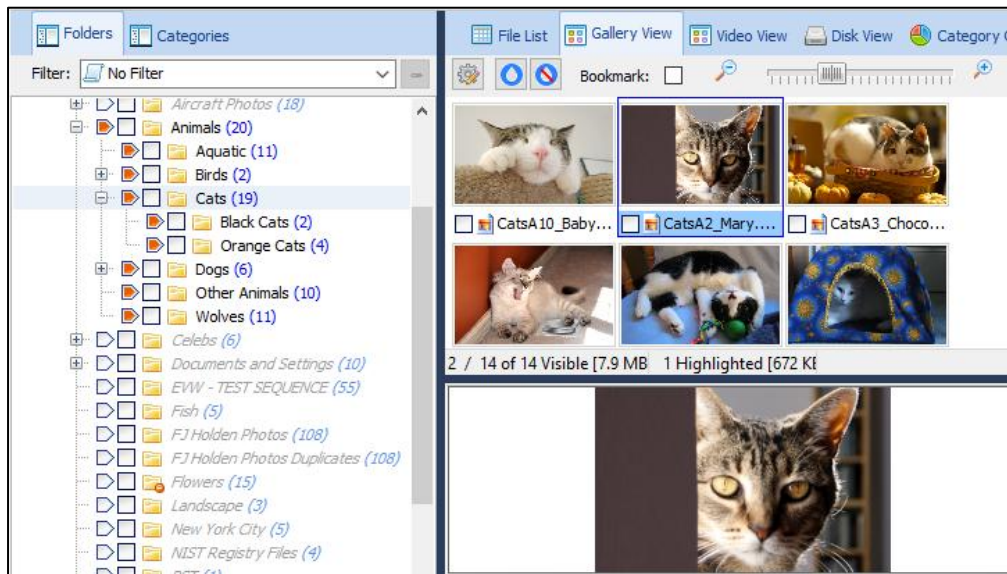 Folders
Categories
Filter: No Filter
Aircraft Photos (18)
Animals (20)
Aquatic (11)
Birds (2)
Cats (19)
Black Cats (2)
Orange Cats (4)
Dogs (6)
Other Animals (10)
Wolves (11)
Celebs (6)
Documents and Settings (10)
EVW - TEST SEQUENCE (55)
Fish (5)
FJ Holden Photos (108)
FJ Holden Photos Duplicates (108)
Flowers (15)
Landscape (3)
New York City (5)
NIST Registry Files (4)
File List
Gallery View
Video View
Disk View
Category
Bookmark:
CatsA10_Baby...
CatsA2_Mary....
CatsA3_Choco...
2 / 14 of 14 Visible [7.9 MB
1 Highlighted [672 K